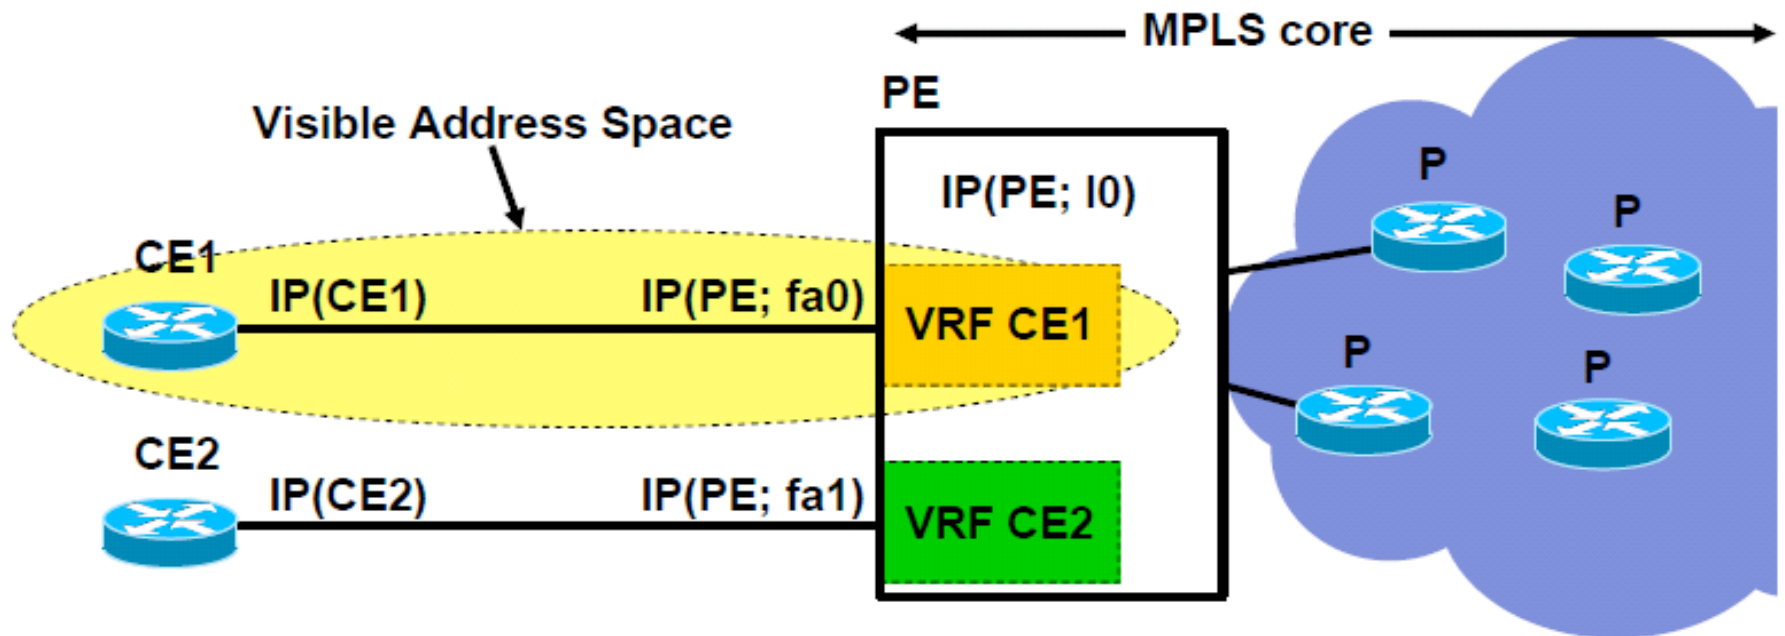 MPLS core
PE
Visible Address Space
IP(PE; l0)
P
P
CE1
IP(CE1)
IP(PE; fa0)
VRF CE1
P
P
CE2
IP(CE2)
IP(PE; fa1)
VRF CE2